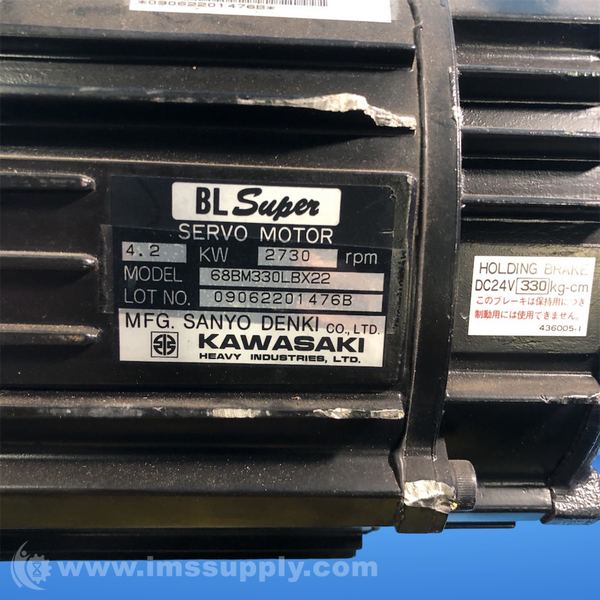 *09062201476B*
BL Super
SERVO MOTOR
4.2 KW 2730 rpm
MODEL 68BM330LBX22
LOT NO. 09062201476B
MFG. SANYO DENKI CO., LTD.
KAWASAKI
HEAVY INDUSTRIES, LTD.
HOLDING BRAKE
DC24V 330 kg-cm
このブレーキは保持用につき
制動用には使用できません。
436005-1
www.imssupply.com